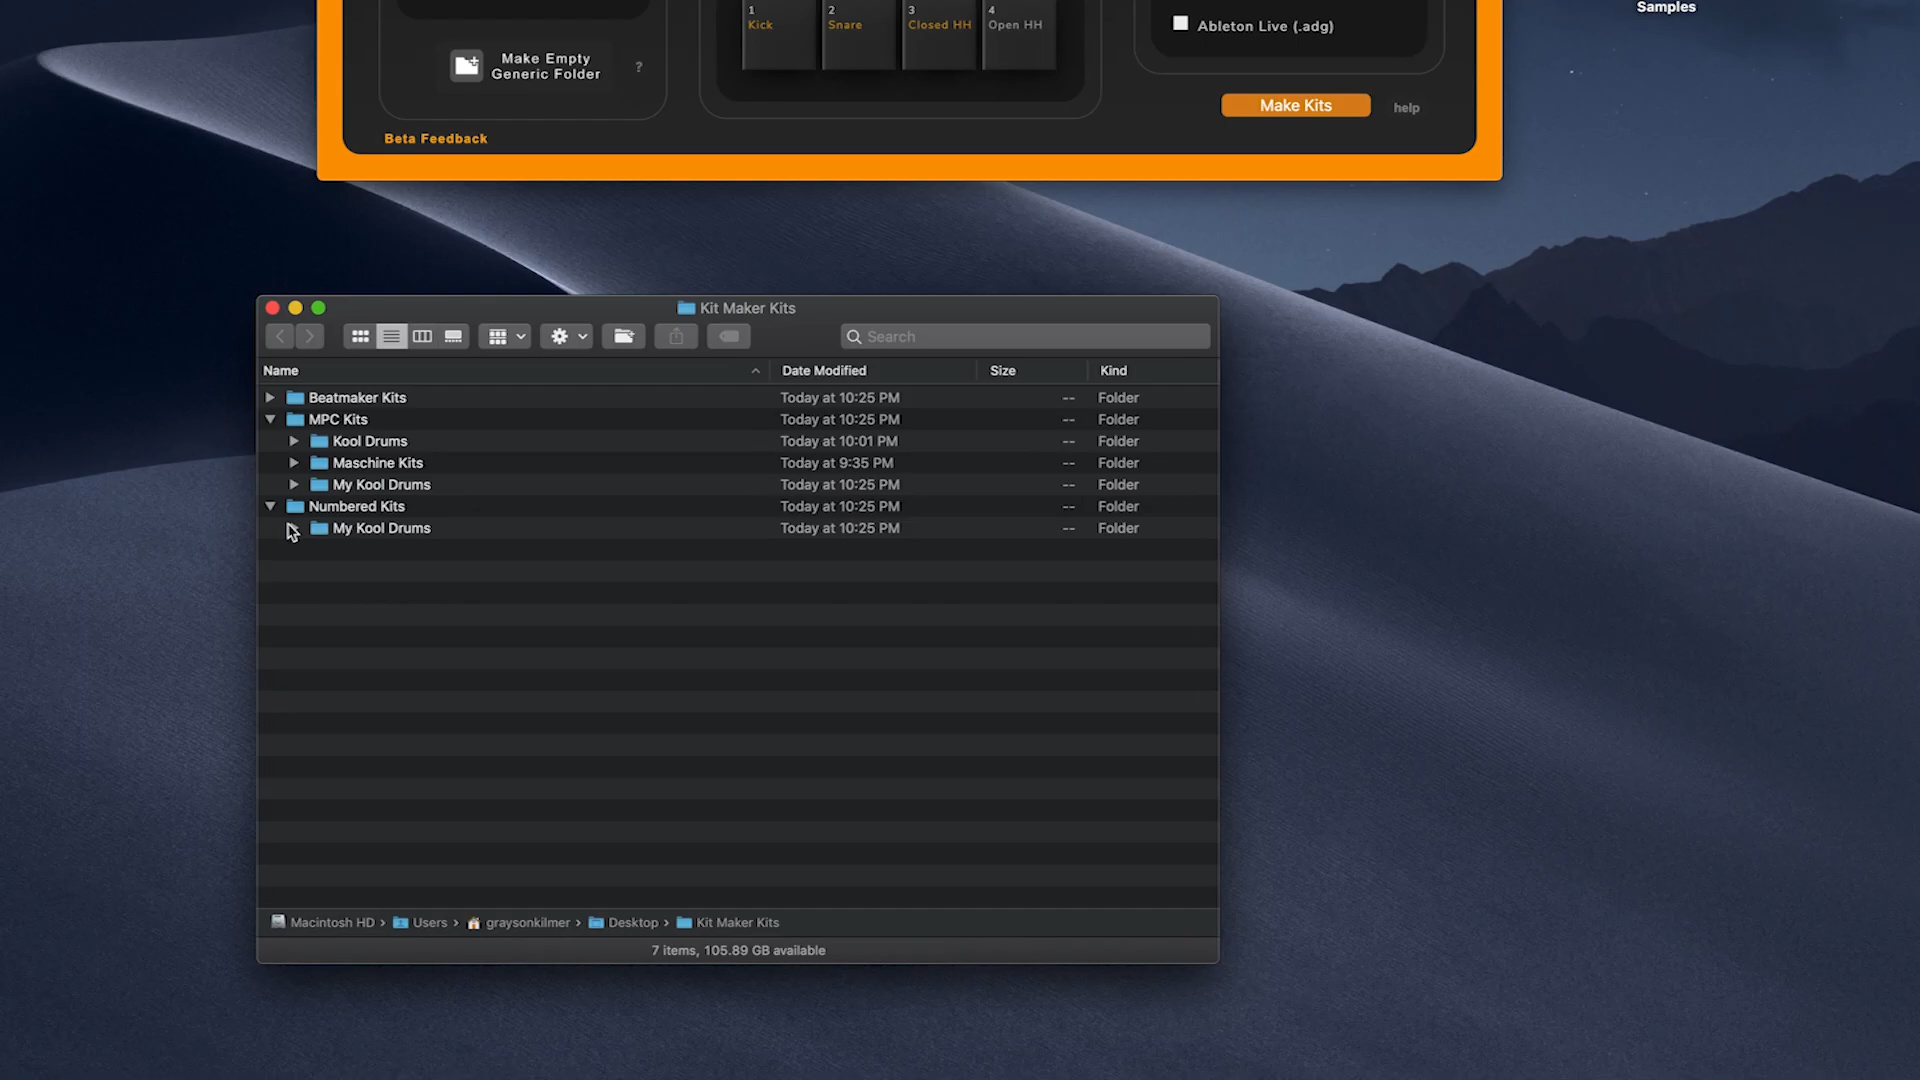 Samples
1
Kick
2
Snare
3
Closed HH
4
Open HH
Ableton Live (.adg)
Make Empty
Generic Folder
?
Make Kits
help
Beta Feedback
Kit Maker Kits
Search
Name
Date Modified
Size
Kind
Beatmaker Kits Today at 10:25 PM -- Folder
MPC Kits Today at 10:25 PM -- Folder
Kool Drums Today at 10:01 PM -- Folder
Maschine Kits Today at 9:35 PM -- Folder
My Kool Drums Today at 10:25 PM -- Folder
Numbered Kits Today at 10:25 PM -- Folder
My Kool Drums Today at 10:25 PM -- Folder
Macintosh HD › Users › graysonkilmer › Desktop › Kit Maker Kits
7 items, 105.89 GB available